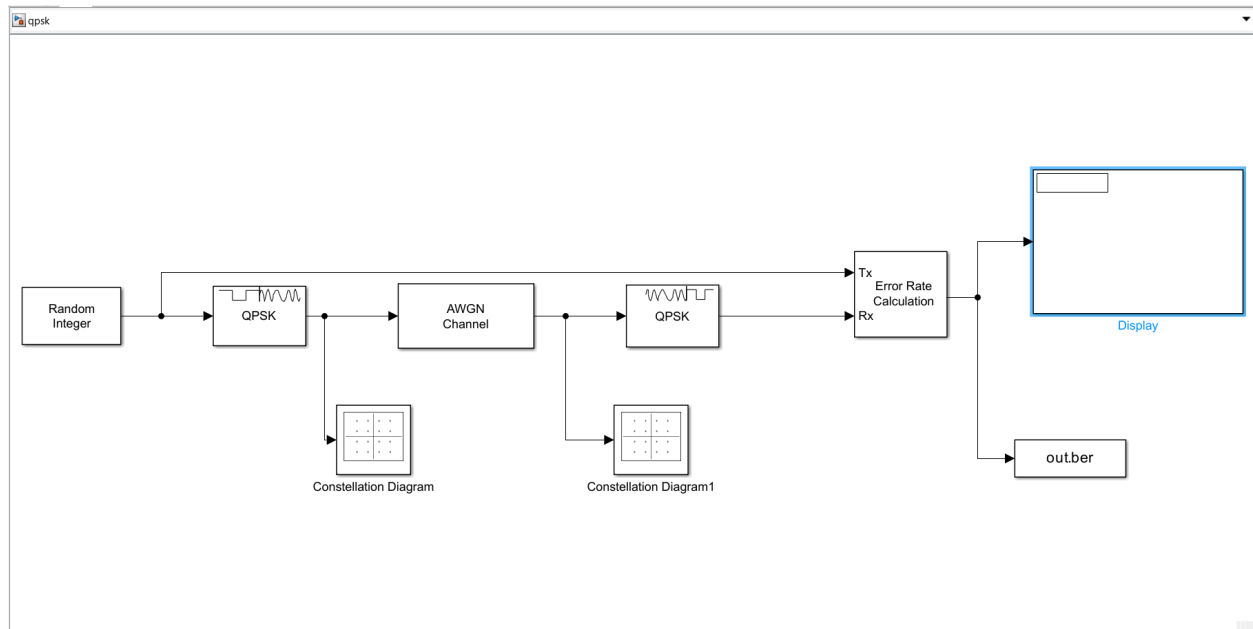 qpsk
Random
Integer
QPSK
AWGN
Channel
QPSK
Tx
Rx
Error Rate
Calculation
Display
out.ber
Constellation Diagram
Constellation Diagram1